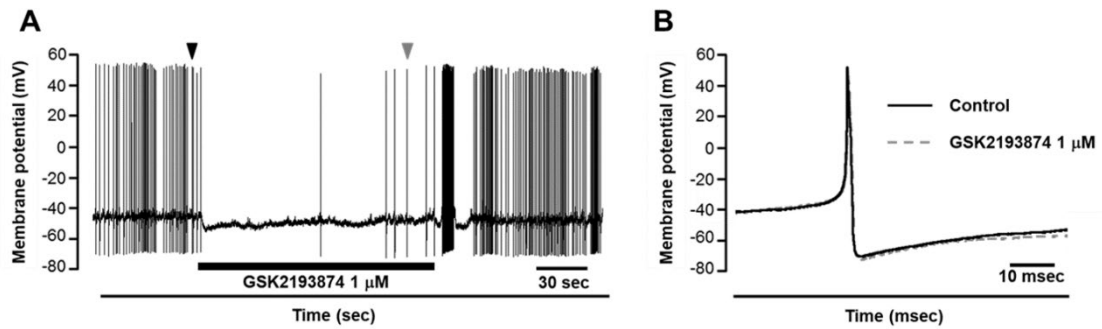 A
Membrane potential (mV)
60
40
20
0
-20
-40
-60
-80
GSK2193874 1 μM
30 sec
Time (sec)
B
Membrane potential (mV)
60
40
20
0
-20
-40
-60
-80
Control
GSK2193874 1 μM
10 msec
Time (msec)